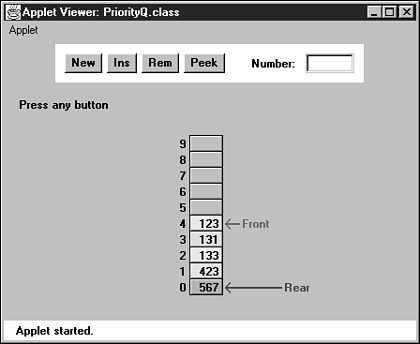 Applet Viewer: PriorityQ.class
Applet
New Ins Rem Peek Number:
Press any button
9
8
7
6
5
4 123 Front
3 131
2 133
1 423
0 567 Rear
Applet started.